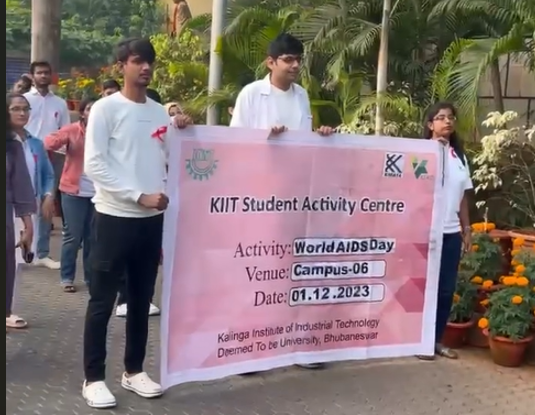 KIIT Student Activity Centre
Activity: World AIDS Day
Venue: Campus-06
Date: 01.12.2023
Kalinga Institute of Industrial Technology
Deemed To be University, Bhubaneswar